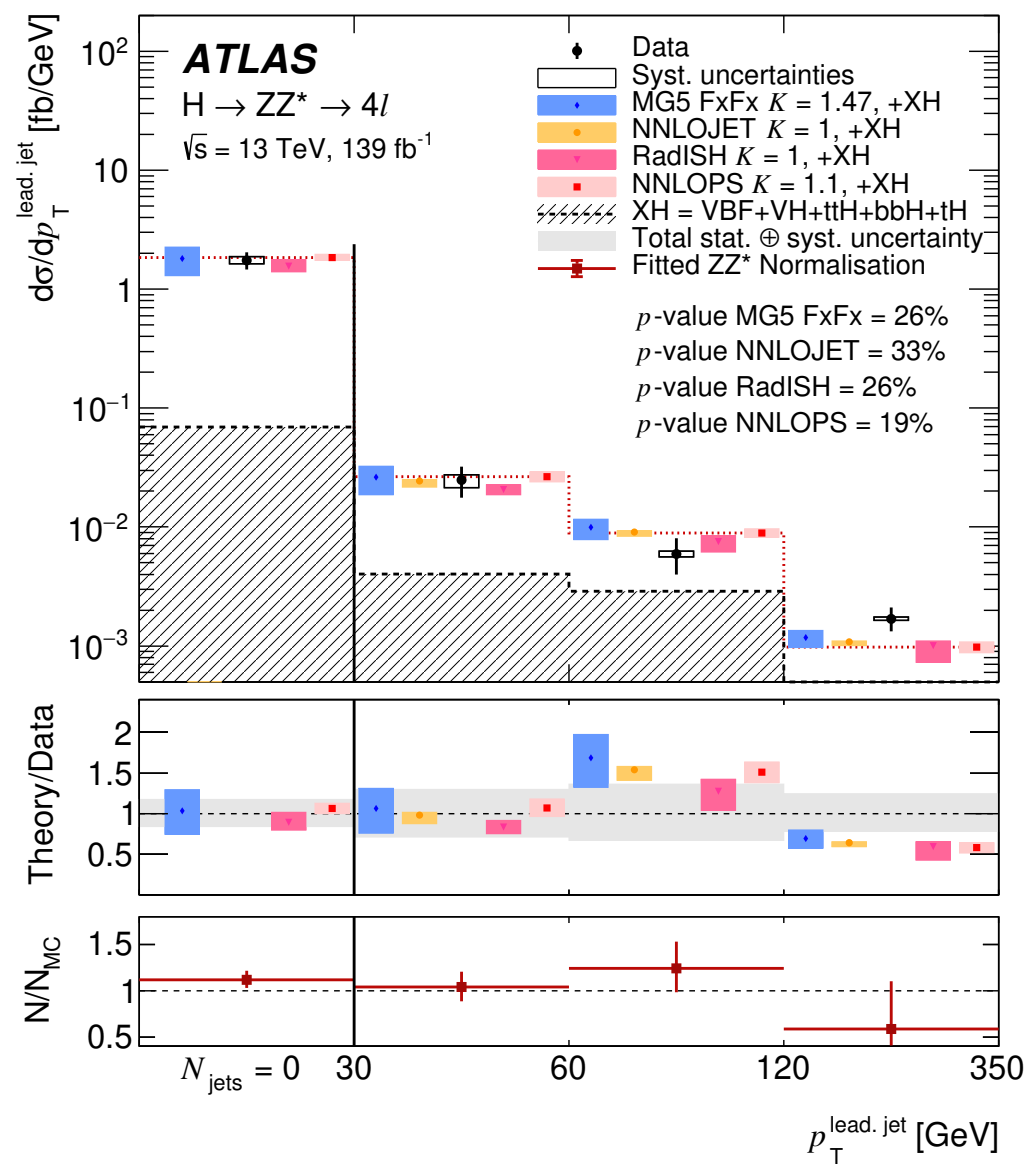 dσ/dp_T^{lead. jet} [fb/GeV]
10²
10
1
10⁻¹
10⁻²
10⁻³
ATLAS
H → ZZ* → 4l
√s = 13 TeV, 139 fb⁻¹
Data
Syst. uncertainties
MG5 FxFx K = 1.47, +XH
NNLOJET K = 1, +XH
RadISH K = 1, +XH
NNLOPS K = 1.1, +XH
XH = VBF+VH+ttH+bbH+tH
Total stat. ⊕ syst. uncertainty
Fitted ZZ* Normalisation
p-value MG5 FxFx = 26%
p-value NNLOJET = 33%
p-value RadISH = 26%
p-value NNLOPS = 19%
Theory/Data
2
1.5
1
0.5
N/N_MC
1.5
1
0.5
N_jets = 0 30 60 120 350
p_T^{lead. jet} [GeV]